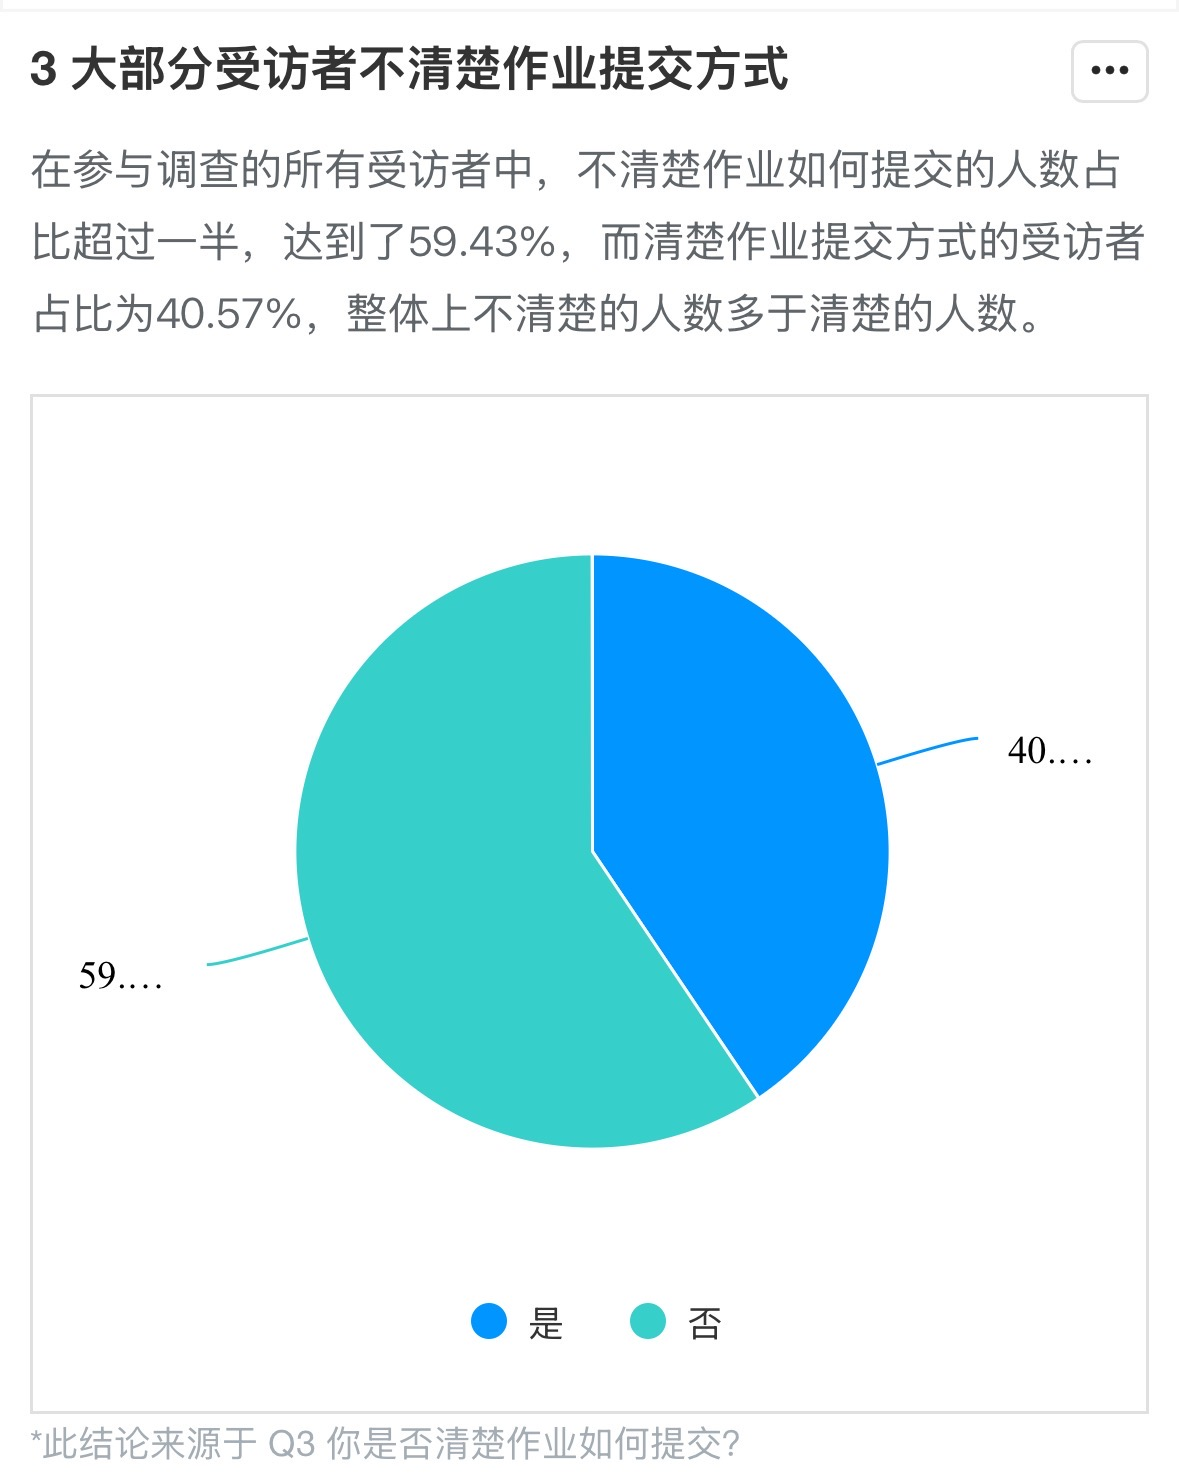 3 大部分受访者不清楚作业提交方式
在参与调查的所有受访者中，不清楚作业如何提交的人数占
比超过一半，达到了59.43%，而清楚作业提交方式的受访者
占比为40.57%，整体上不清楚的人数多于清楚的人数。
40.…
59.…
是
否
*此结论来源于 Q3 你是否清楚作业如何提交?